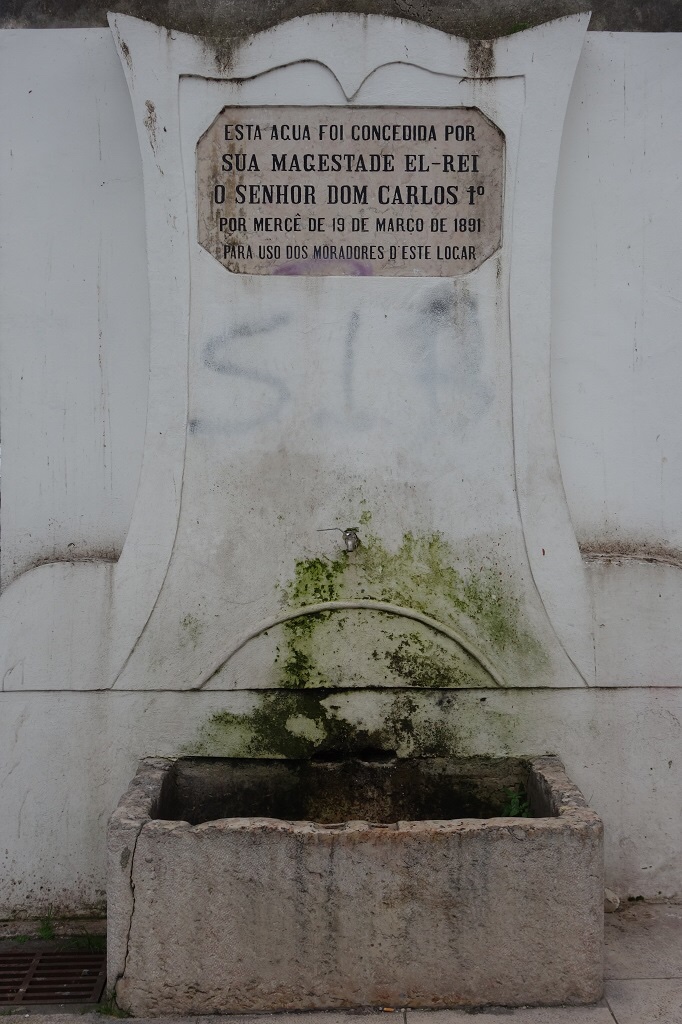 ESTA AGUA FOI CONCEDIDA POR
SUA MAGESTADE EL-REI
O SENHOR DOM CARLOS 1º
POR MERCÊ DE 19 DE MARCO DE 1891
PARA USO DOS MORADORES D'ESTE LOGAR